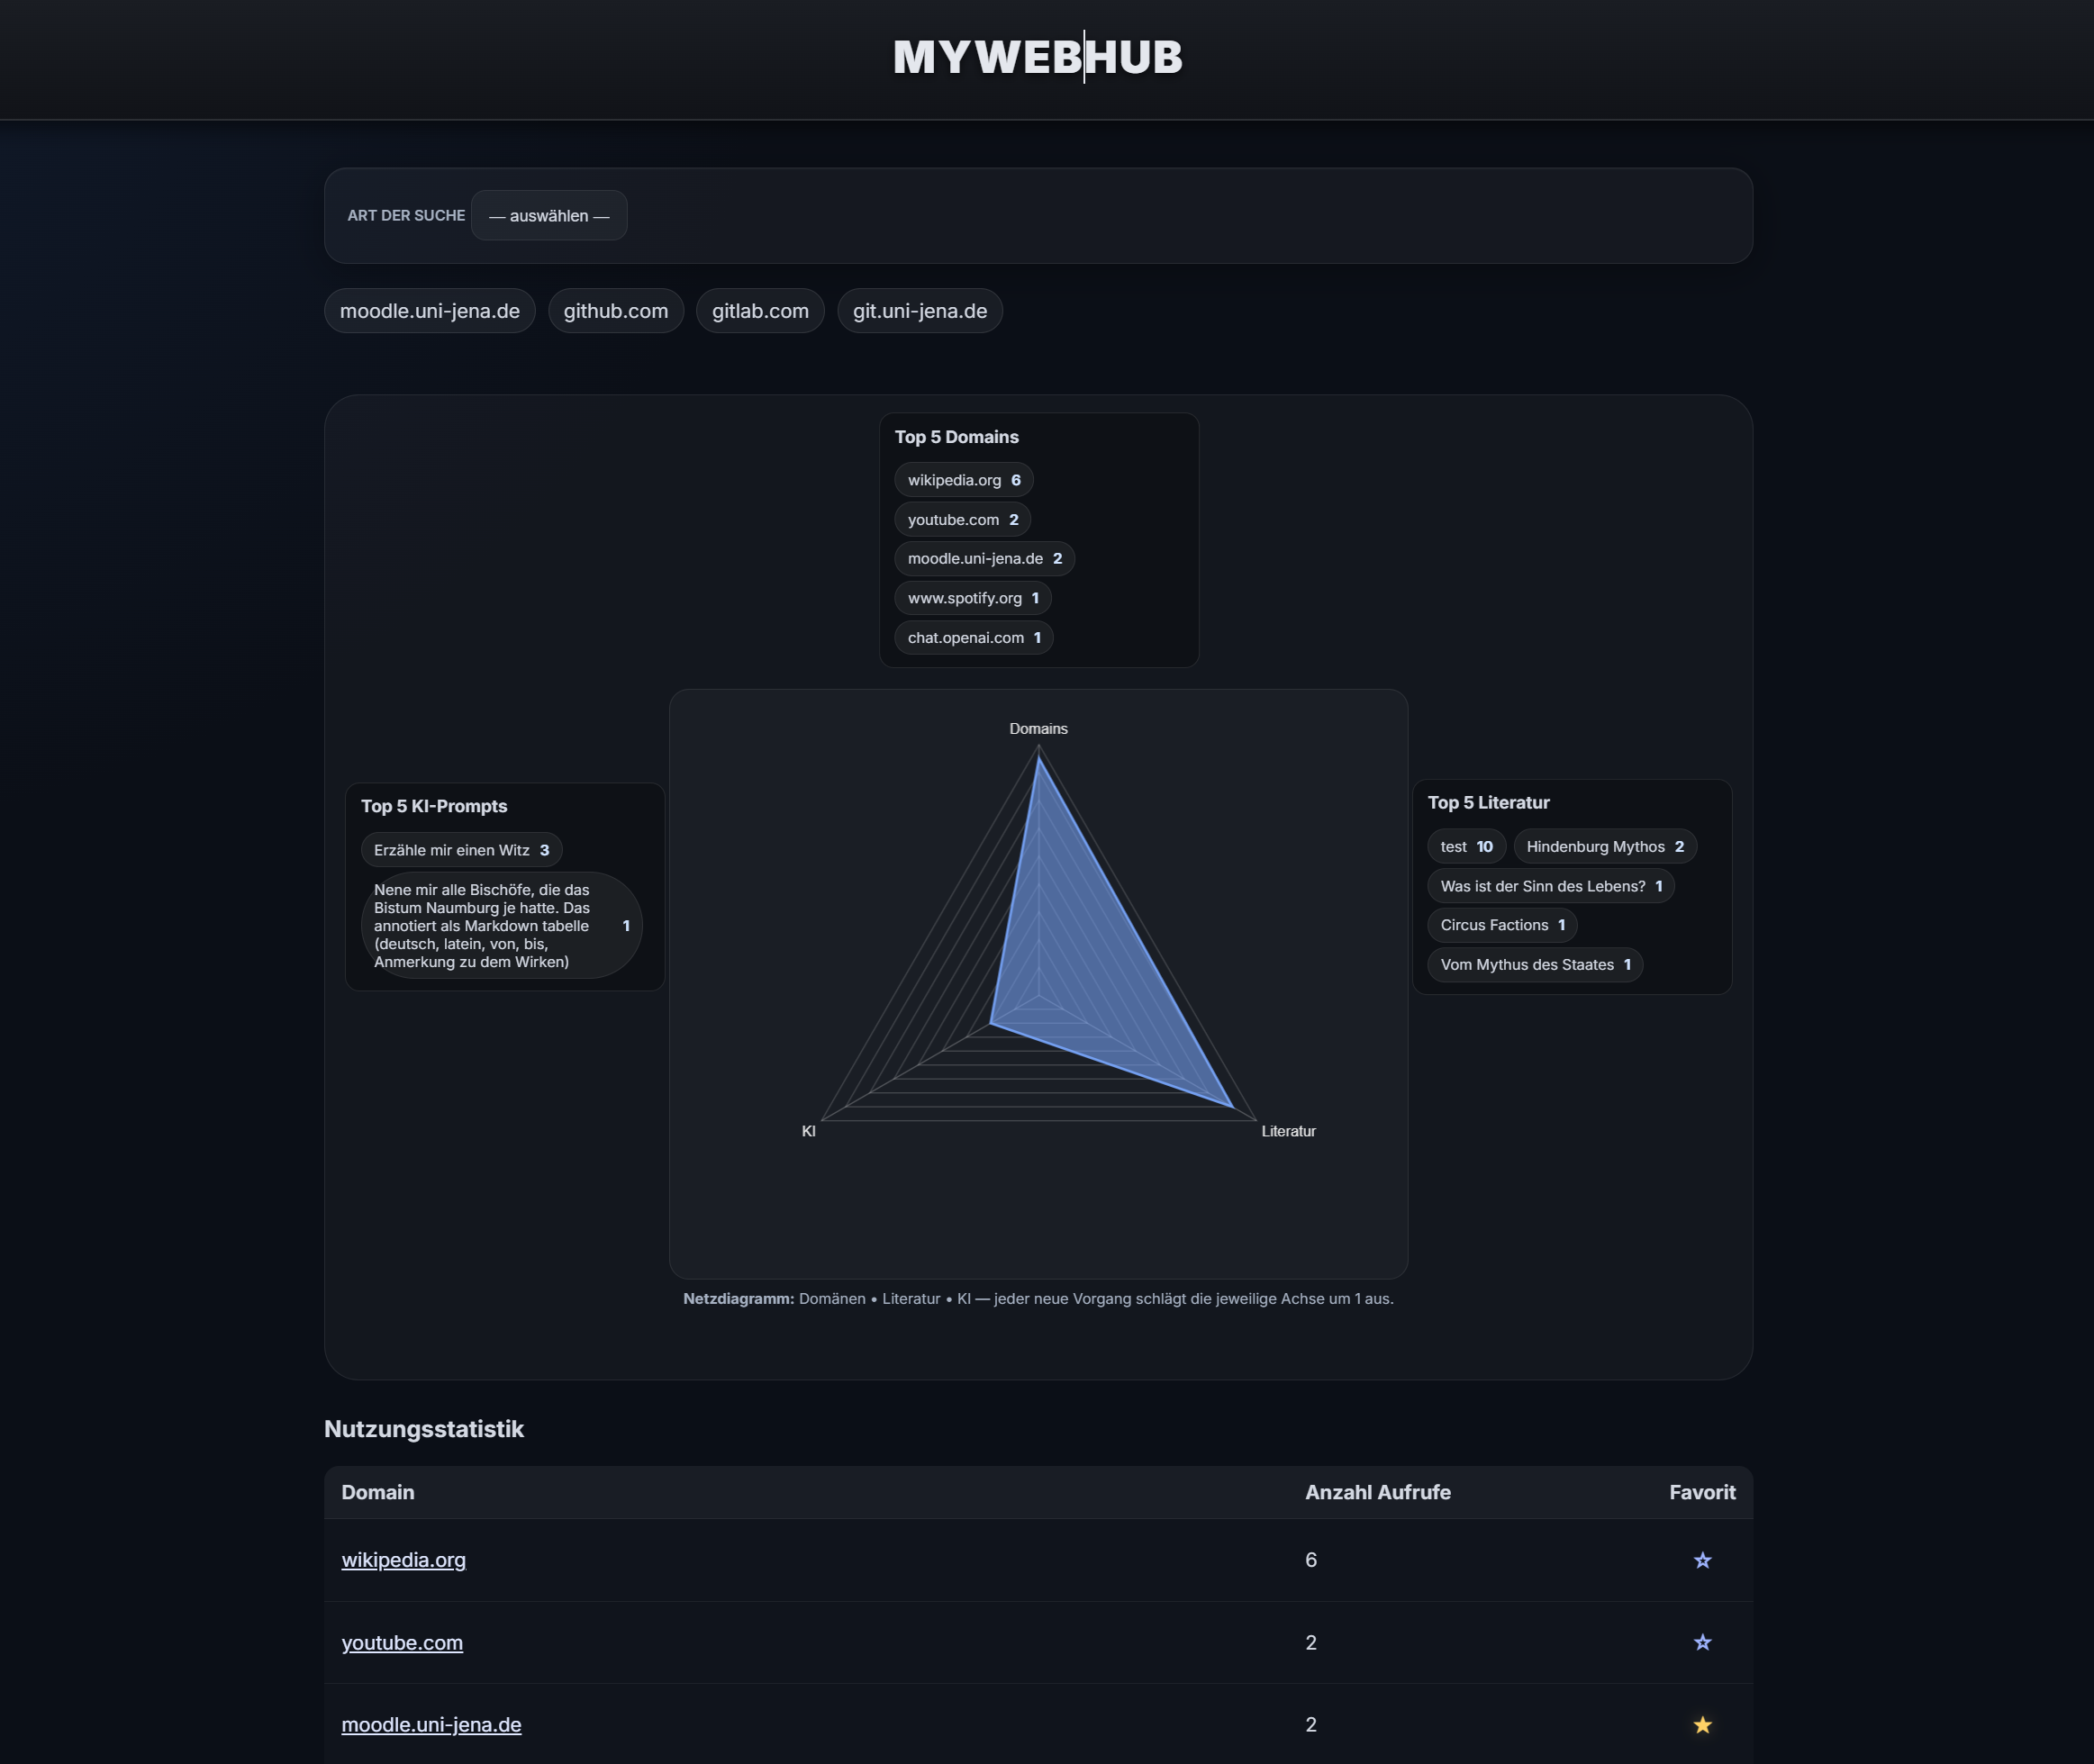 MYWEBHUB
ART DER SUCHE — auswählen —
moodle.uni-jena.de github.com gitlab.com git.uni-jena.de
Top 5 Domains
wikipedia.org 6
youtube.com 2
moodle.uni-jena.de 2
www.spotify.org 1
chat.openai.com 1
Top 5 KI-Prompts
Erzähle mir einen Witz 3
Nene mir alle Bischöfe, die das
Bistum Naumburg je hatte. Das
annotiert als Markdown tabelle 1
(deutsch, latein, von, bis,
Anmerkung zu dem Wirken)
Domains
KI
Literatur
Top 5 Literatur
test 10 Hindenburg Mythos 2
Was ist der Sinn des Lebens? 1
Circus Factions 1
Vom Mythus des Staates 1
Netzdiagramm: Domänen • Literatur • KI — jeder neue Vorgang schlägt die jeweilige Achse um 1 aus.
Nutzungsstatistik
Domain Anzahl Aufrufe Favorit
wikipedia.org 6 ☆
youtube.com 2 ☆
moodle.uni-jena.de 2 ★